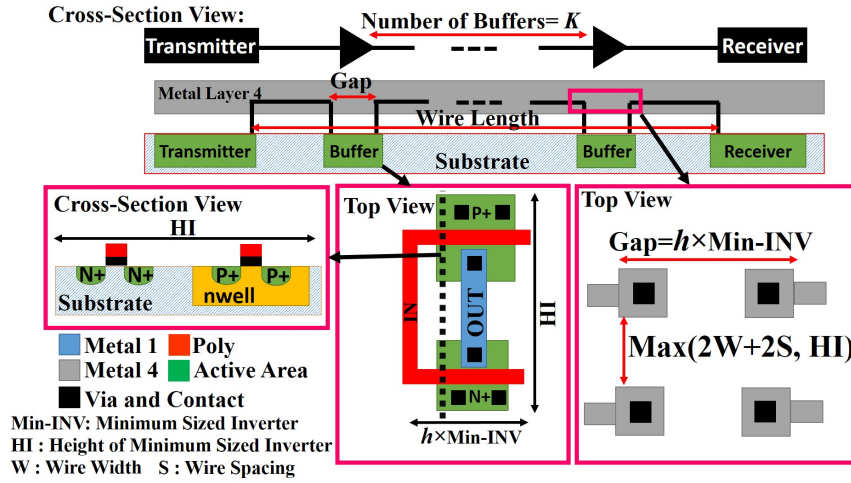 Cross-Section View:
Number of Buffers= K
Transmitter
Receiver
Gap
Metal Layer 4
Wire Length
Transmitter
Buffer
Buffer
Receiver
Substrate
Cross-Section View
HI
N+
N+
P+
P+
nwell
Substrate
Top View
P+
IN
OUT
HI
N+
h×Min-INV
Top View
Gap=h×Min-INV
Max(2W+2S, HI)
Metal 1
Poly
Metal 4
Active Area
Via and Contact
Min-INV: Minimum Sized Inverter
HI : Height of Minimum Sized Inverter
W : Wire Width S : Wire Spacing